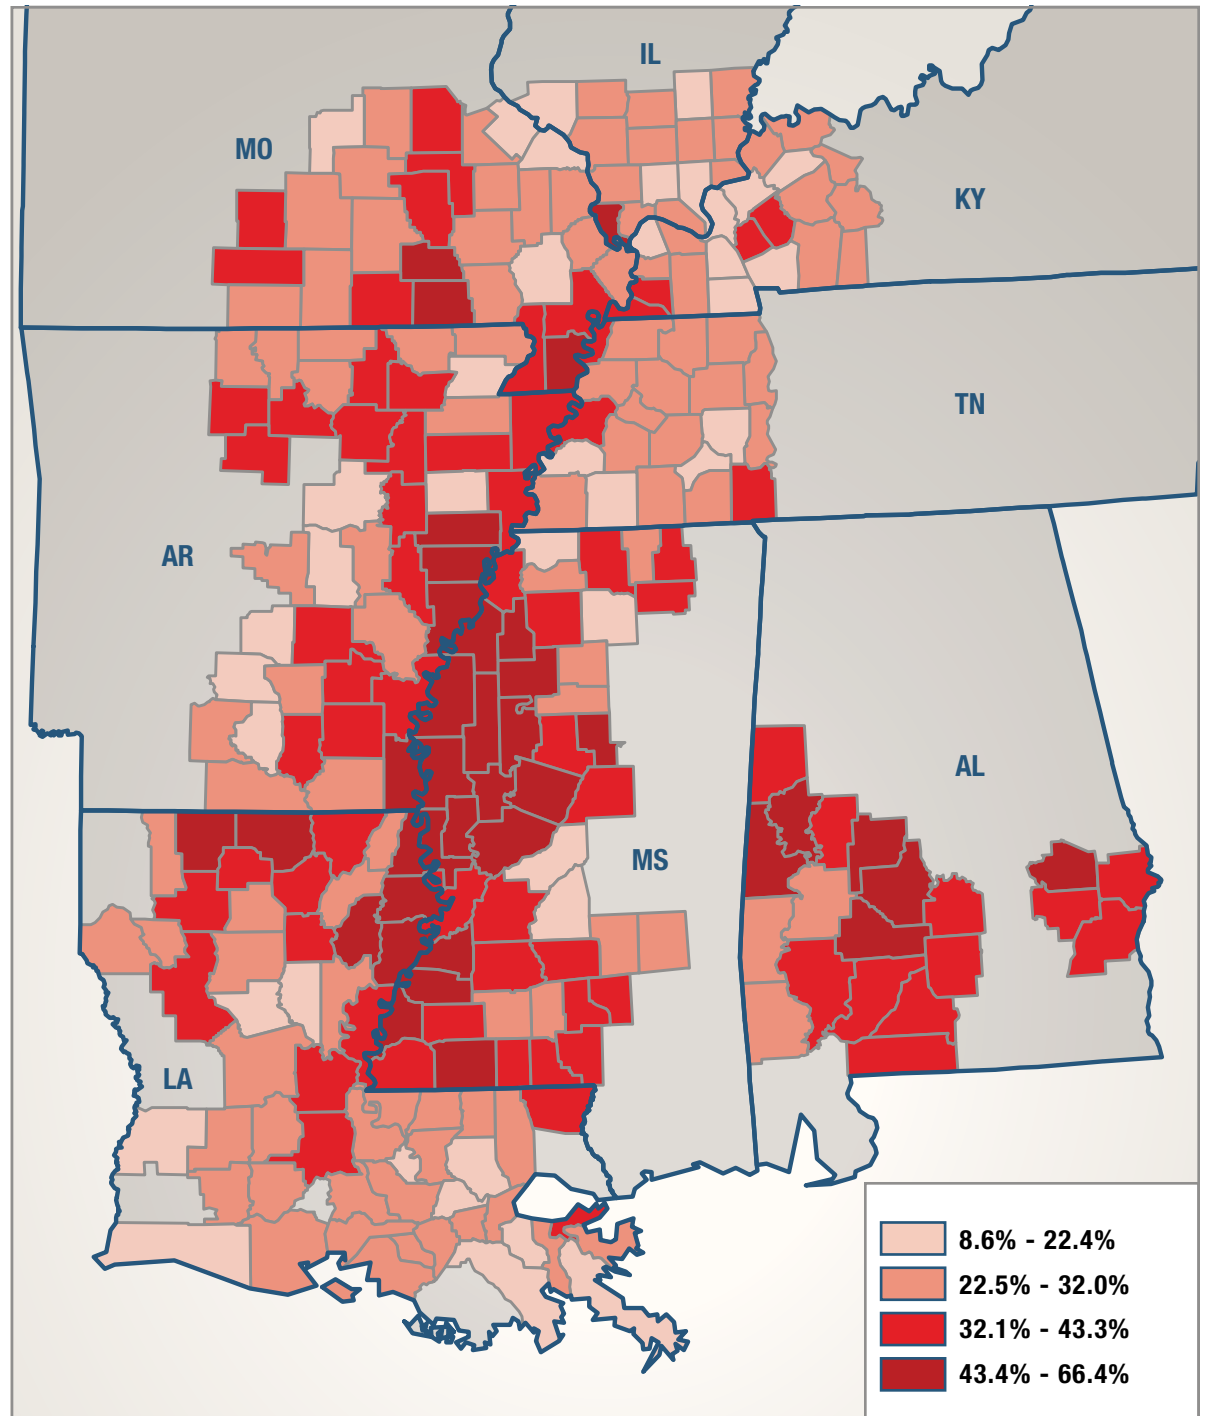 IL
MO
KY
TN
AR
AL
MS
LA
8.6% - 22.4%
22.5% - 32.0%
32.1% - 43.3%
43.4% - 66.4%